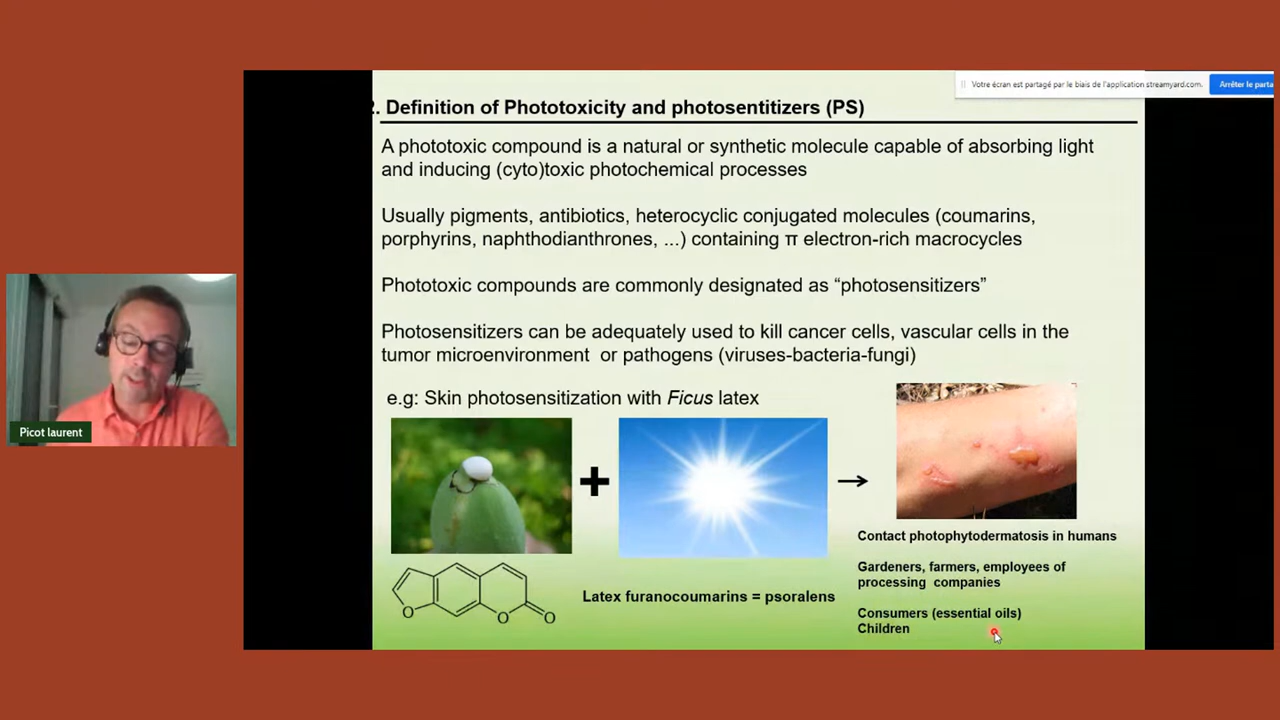 Votre écran est partagé par le biais de l'application streamyard.com.
Arrêter le parta
2. Definition of Phototoxicity and photosentitizers (PS)
A phototoxic compound is a natural or synthetic molecule capable of absorbing light
and inducing (cyto)toxic photochemical processes
Usually pigments, antibiotics, heterocyclic conjugated molecules (coumarins,
porphyrins, naphthodianthrones, ...) containing π electron-rich macrocycles
Phototoxic compounds are commonly designated as “photosensitizers”
Photosensitizers can be adequately used to kill cancer cells, vascular cells in the
tumor microenvironment or pathogens (viruses-bacteria-fungi)
e.g: Skin photosensitization with Ficus latex
Picot laurent
+
→
O
O
O
Latex furanocoumarins = psoralens
Contact photophytodermatosis in humans
Gardeners, farmers, employees of
processing companies
Consumers (essential oils)
Children